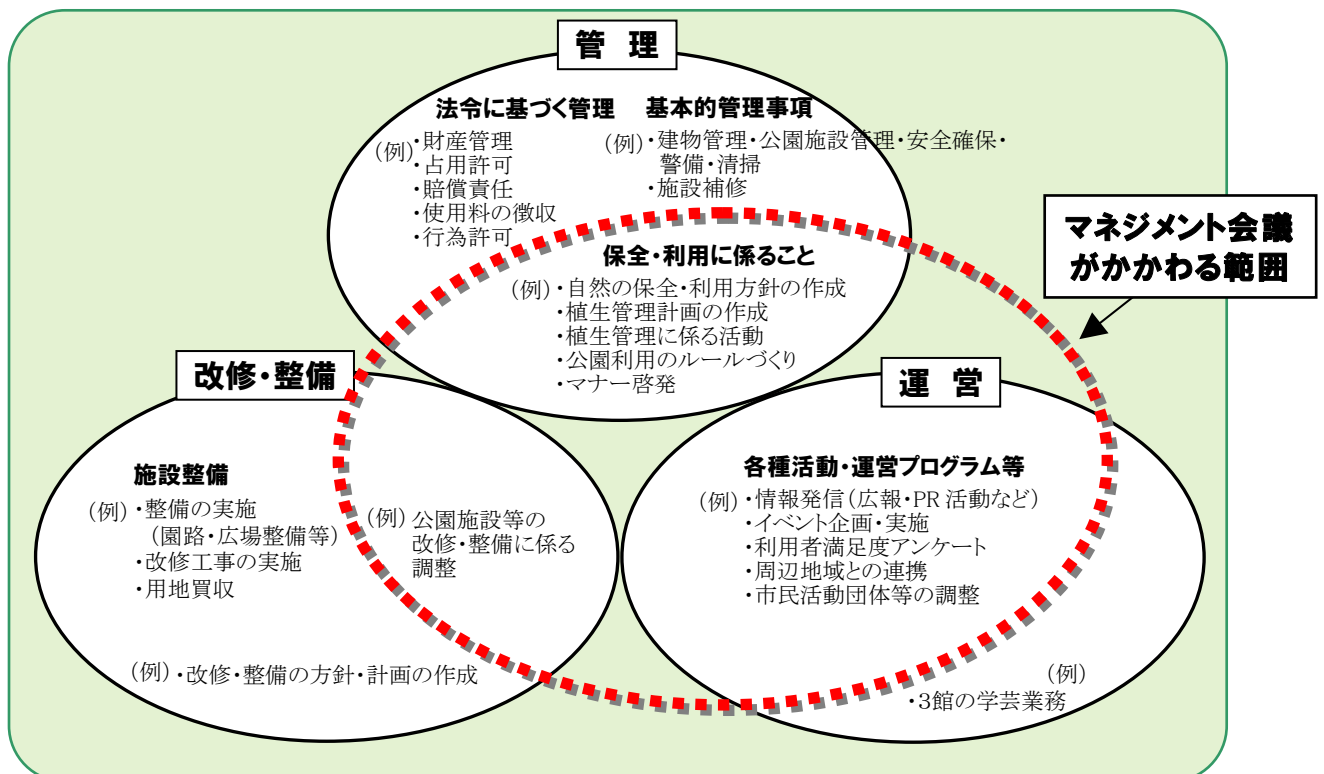 管 理
法令に基づく管理
(例)・財産管理
・占用許可
・賠償責任
・使用料の徴収
・行為許可
基本的管理事項
(例)・建物管理・公園施設管理・安全確保・
警備・清掃
・施設補修
マネジメント会議
がかかわる範囲
保全・利用に係ること
(例)・自然の保全・利用方針の作成
・植生管理計画の作成
・植生管理に係る活動
・公園利用のルールづくり
・マナー啓発
改修・整備
施設整備
(例)・整備の実施
(園路・広場整備等)
・改修工事の実施
・用地買収
(例) 公園施設等の
改修・整備に係る
調整
(例)・改修・整備の方針・計画の作成
運 営
各種活動・運営プログラム等
(例)・情報発信(広報・PR 活動など)
・イベント企画・実施
・利用者満足度アンケート
・周辺地域との連携
・市民活動団体等の調整
(例)
・3館の学芸業務